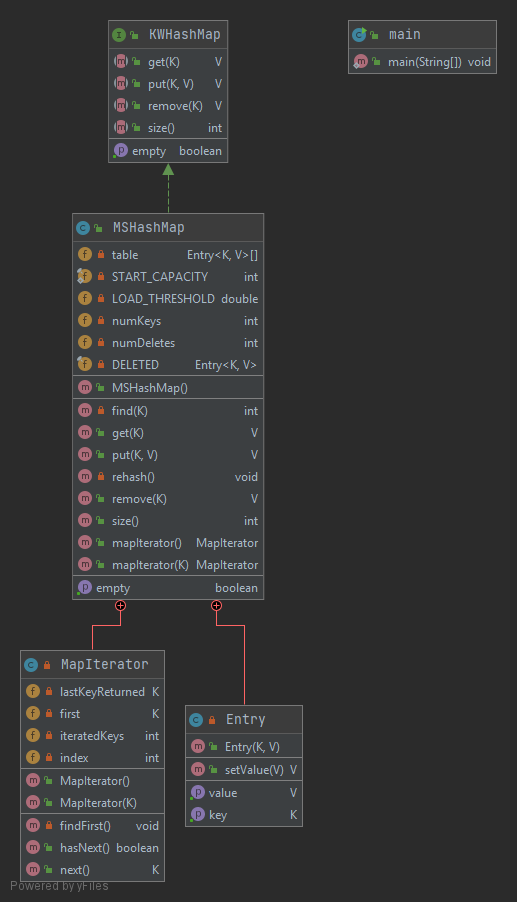 KWHashMap
get(K) V
put(K, V) V
remove(K) V
size() int
empty boolean
main
main(String[]) void
MSHashMap
table Entry<K, V>[]
START_CAPACITY int
LOAD_THRESHOLD double
numKeys int
numDeletes int
DELETED Entry<K, V>
MSHashMap()
find(K) int
get(K) V
put(K, V) V
rehash() void
remove(K) V
size() int
mapIterator() MapIterator
mapIterator(K) MapIterator
empty boolean
MapIterator
lastKeyReturned K
first K
iteratedKeys int
index int
MapIterator()
MapIterator(K)
findFirst() void
hasNext() boolean
next() K
Entry
Entry(K, V)
setValue(V) V
value V
key K
Powered by yFiles